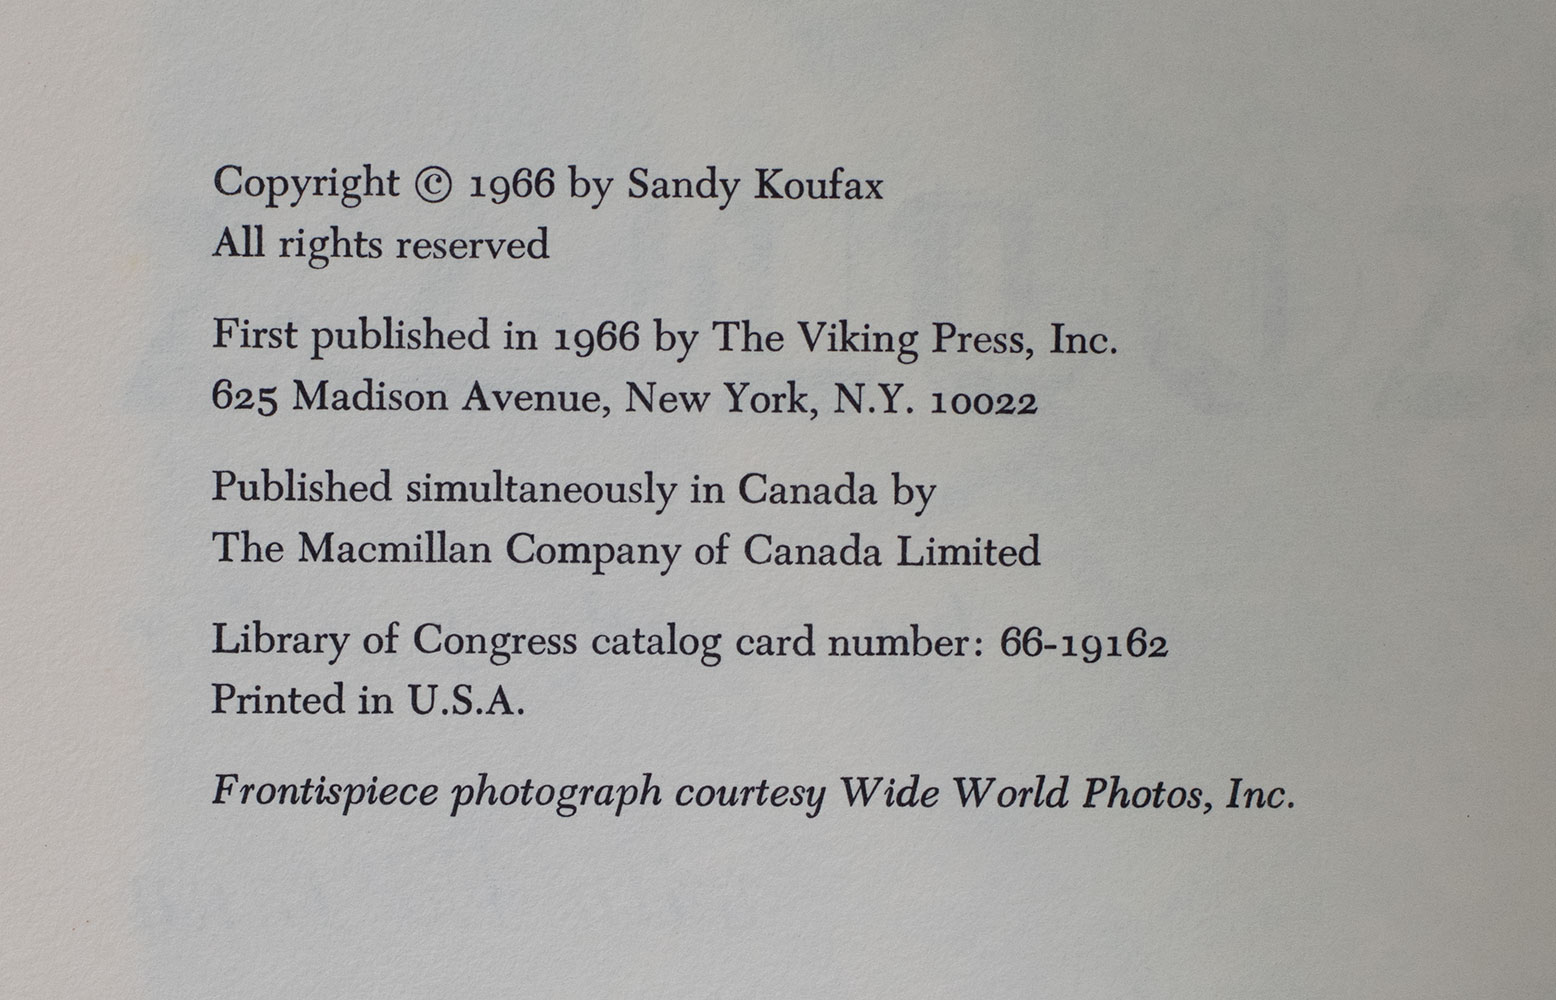 Copyright © 1966 by Sandy Koufax
All rights reserved
First published in 1966 by The Viking Press, Inc.
625 Madison Avenue, New York, N.Y. 10022
Published simultaneously in Canada by
The Macmillan Company of Canada Limited
Library of Congress catalog card number: 66-19162
Printed in U.S.A.
Frontispiece photograph courtesy Wide World Photos, Inc.